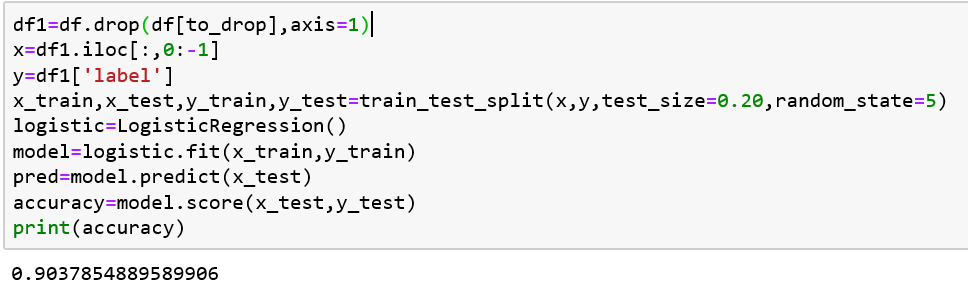 df1=df.drop(df[to_drop],axis=1)
x=df1.iloc[:,0:-1]
y=df1['label']
x_train,x_test,y_train,y_test=train_test_split(x,y,test_size=0.20,random_state=5)
logistic=LogisticRegression()
model=logistic.fit(x_train,y_train)
pred=model.predict(x_test)
accuracy=model.score(x_test,y_test)
print(accuracy)
0.9037854889589906